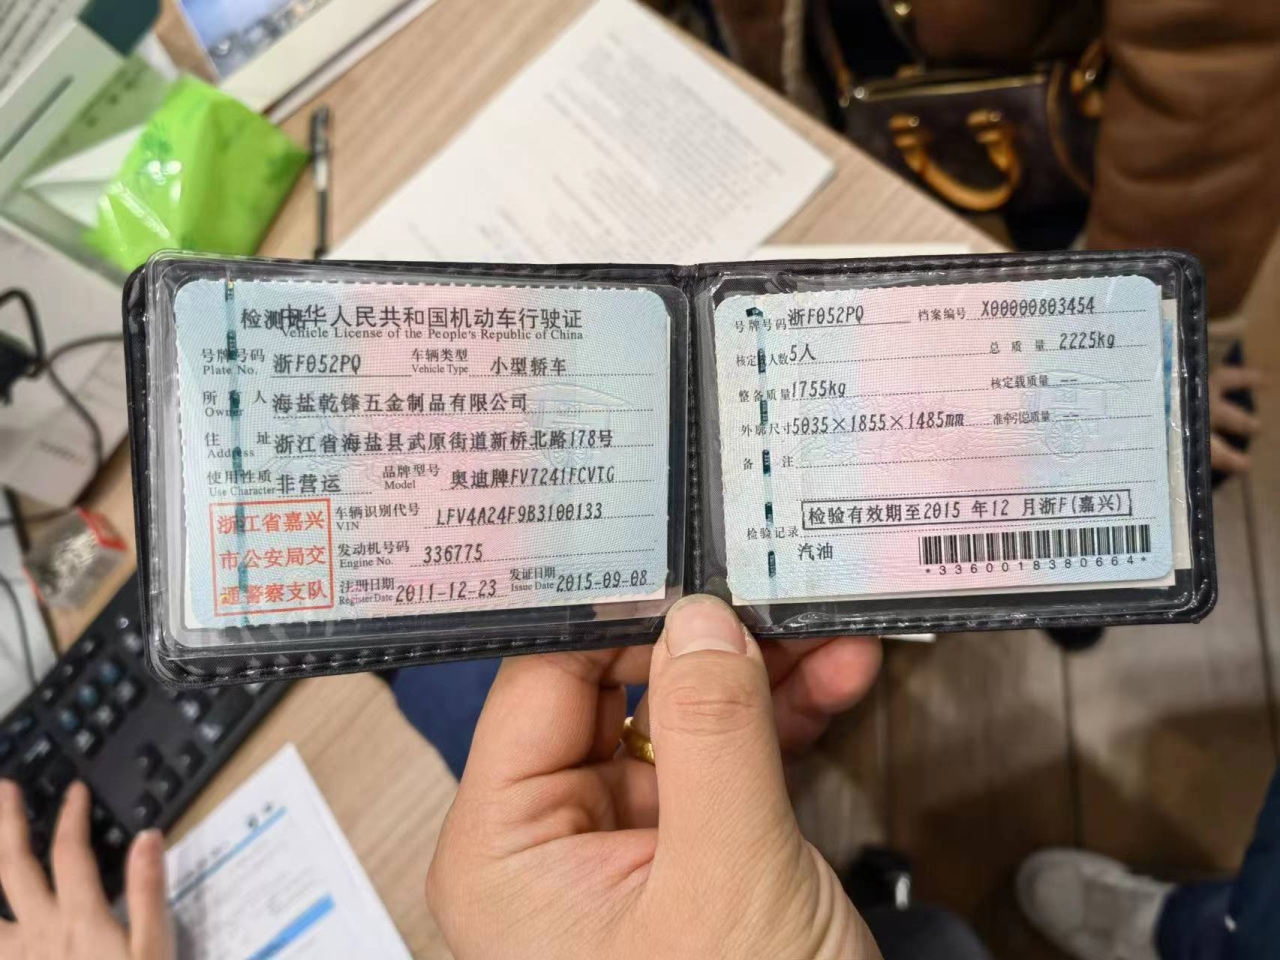 检测 中华人民共和国机动车行驶证
Vehicle License of the People's Republic of China
号牌号码 浙F052PQ 车辆类型 小型轿车
Plate No. Vehicle Type
所有人 海盐乾锋五金制品有限公司
Owner
住址 浙江省海盐县武原街道新桥北路178号
Address
使用性质 非营运 品牌型号 奥迪牌FV7241FCVTG
Use Character Model
浙江省嘉兴
市公安局交
通警察支队
车辆识别代号 LFV4A24F9B3100133
VIN
发动机号码 336775
Engine No.
注册日期 2011-12-23 发证日期 2015-09-08
Register Date Issue Date
号牌号码 浙F052PQ 档案编号 X00000803454
核定载人数 5人 总质量 2225kg
整备质量 1755kg 核定载质量 --
外廓尺寸 5035×1855×1485mm 准牵引总质量 --
备注
检验记录 检验有效期至2015 年12 月浙F(嘉兴)
汽油
*3360018380664*